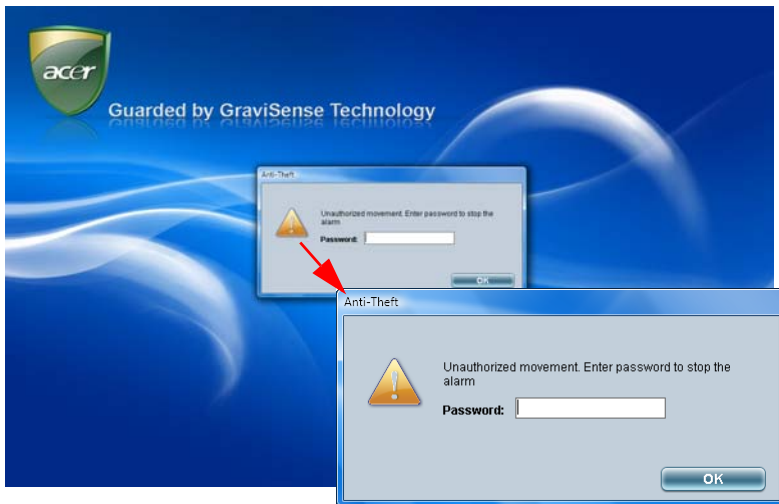 acer
Guarded by GraviSense Technology
Anti-Theft
Unauthorized movement. Enter password to stop the
alarm
Password:
OK
Anti-Theft
Unauthorized movement. Enter password to stop the
alarm
Password:
OK